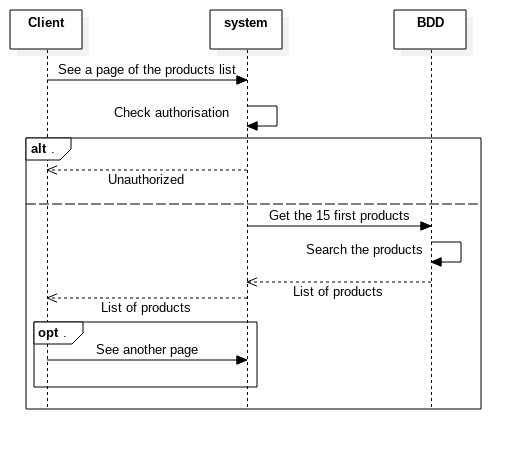 Client
system
BDD
See a page of the products list
Check authorisation
alt .
Unauthorized
Get the 15 first products
Search the products
List of products
List of products
opt .
See another page